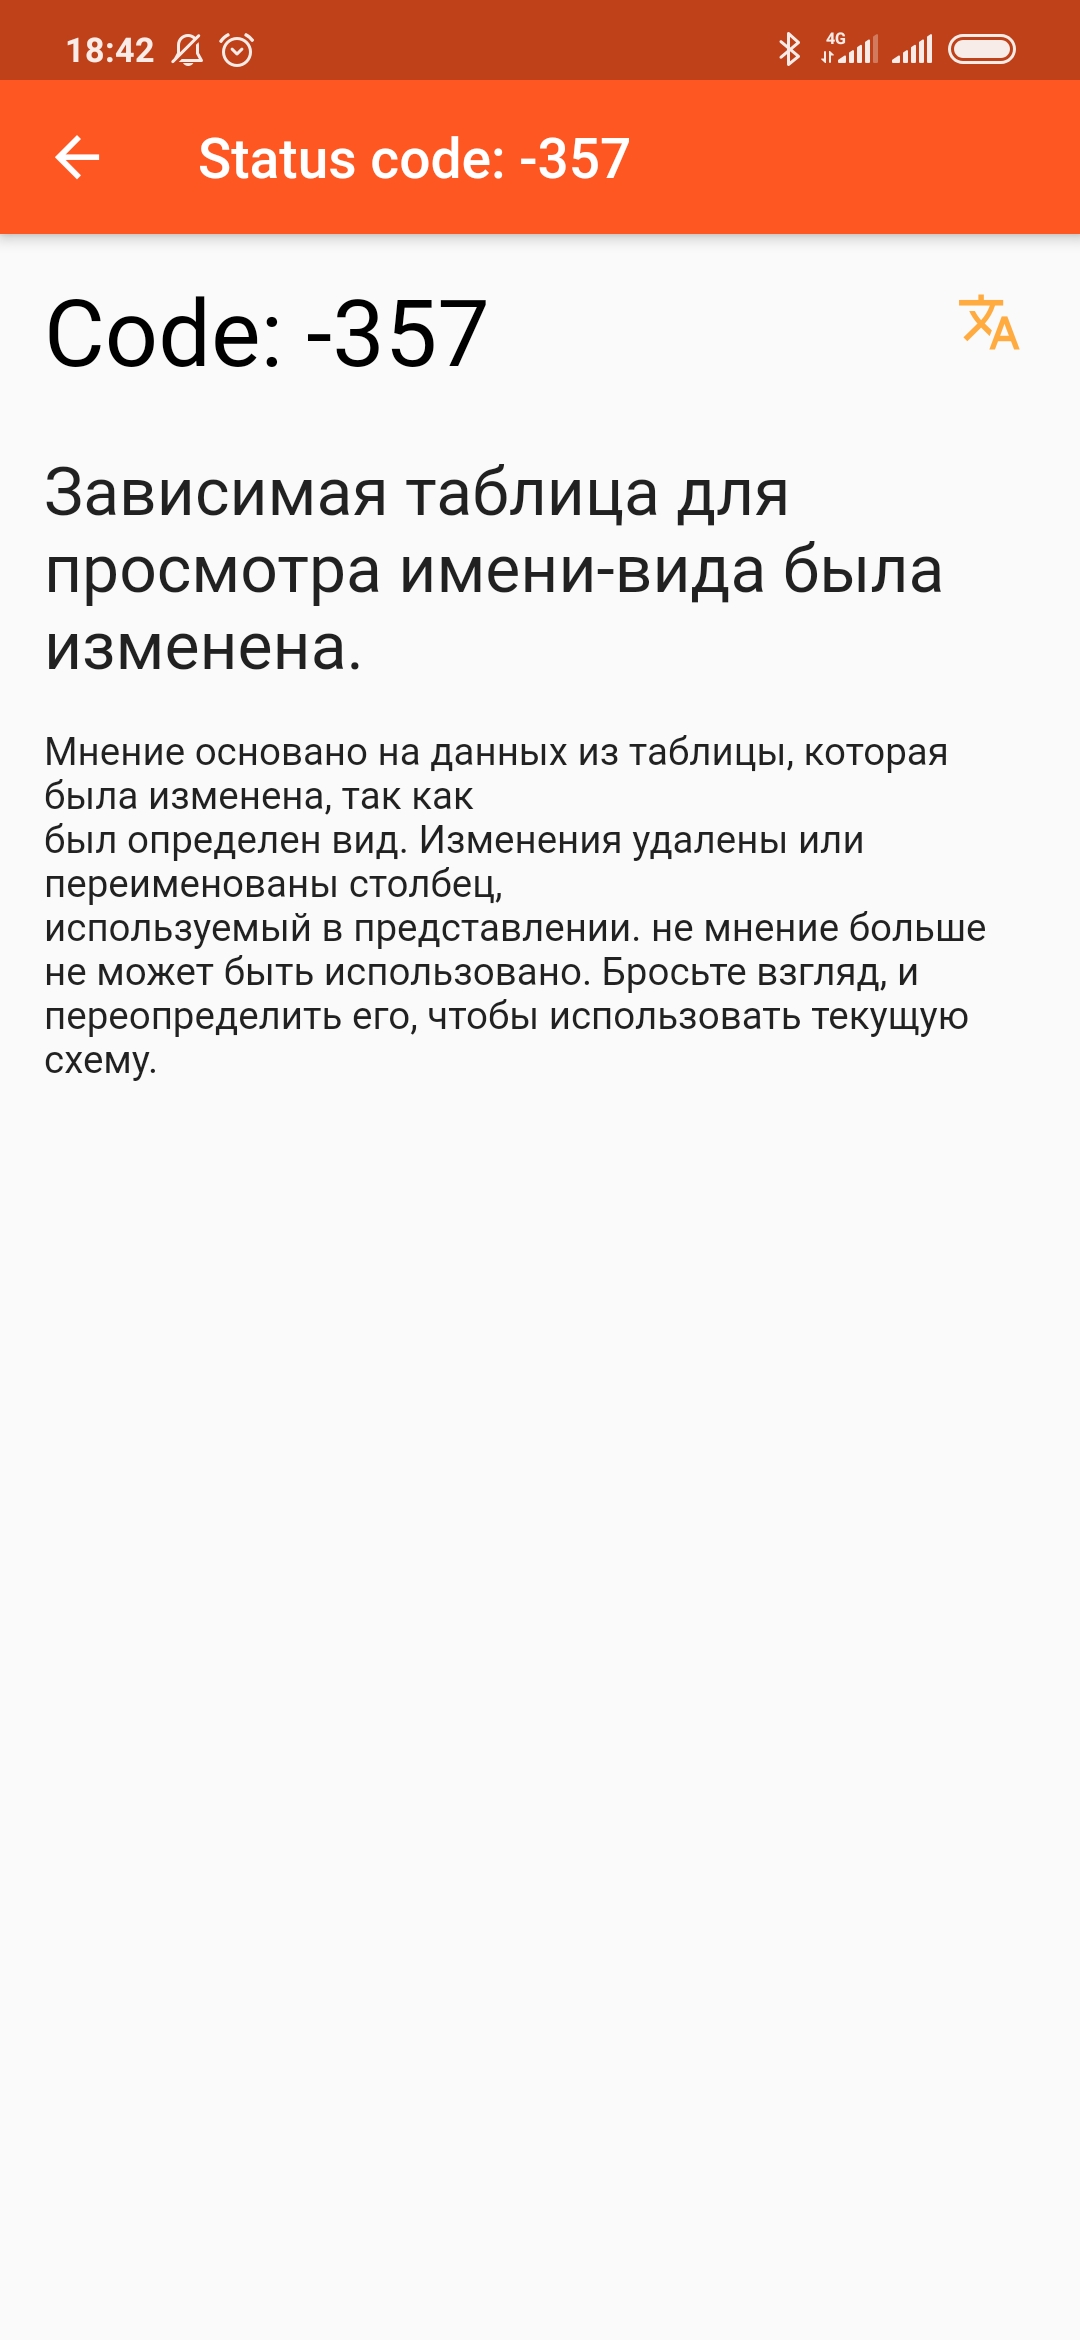 18:42
4G
Status code: -357
Code: -357
Зависимая таблица для
просмотра имени-вида была
изменена.
Мнение основано на данных из таблицы, которая
была изменена, так как
был определен вид. Изменения удалены или
переименованы столбец,
используемый в представлении. не мнение больше
не может быть использовано. Бросьте взгляд, и
переопределить его, чтобы использовать текущую
схему.